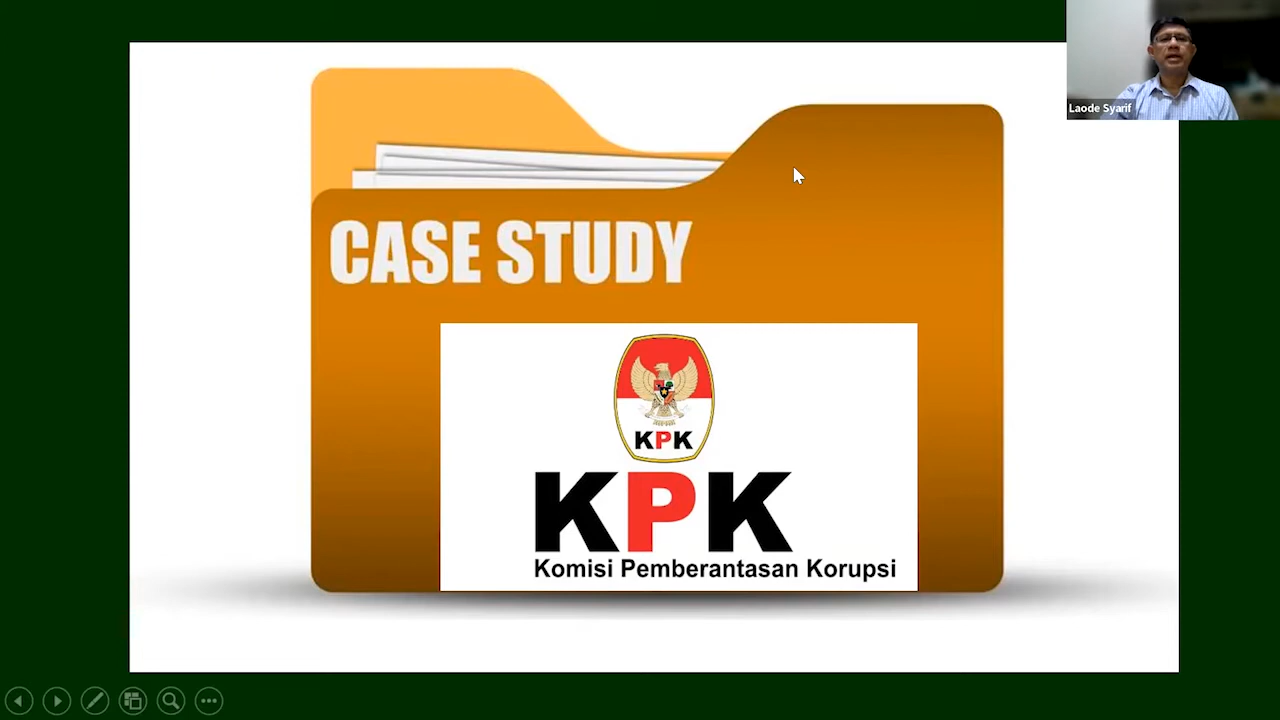 Laode Syarif
CASE STUDY
KPK
KPK
Komisi Pemberantasan Korupsi